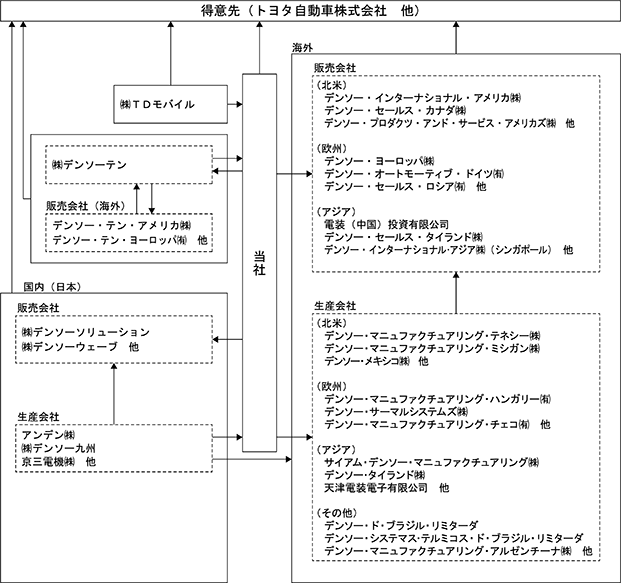 得意先（トヨタ自動車株式会社　他）
㈱ＴＤモバイル
㈱デンソーテン
販売会社（海外）
デンソー・テン・アメリカ㈱
デンソー・テン・ヨーロッパ㈲　他
国内（日本）
販売会社
㈱デンソーソリューション
㈱デンソーウェーブ　他
生産会社
アンデン㈱
㈱デンソー九州
京三電機㈱　他
当社
海外
販売会社
（北米）
デンソー・インターナショナル・アメリカ㈱
デンソー・セールス・カナダ㈱
デンソー・プロダクツ・アンド・サービス・アメリカズ㈱　他
（欧州）
デンソー・ヨーロッパ㈱
デンソー・オートモーティブ・ドイツ㈲
デンソー・セールス・ロシア㈲　他
（アジア）
電装（中国）投資有限公司
デンソー・セールス・タイランド㈱
デンソー・インターナショナル・アジア㈱（シンガポール）　他
生産会社
（北米）
デンソー・マニュファクチュアリング・テネシー㈱
デンソー・マニュファクチュアリング・ミシガン㈱
デンソー・メキシコ㈱　他
（欧州）
デンソー・マニュファクチュアリング・ハンガリー㈲
デンソー・サーマルシステムズ㈱
デンソー・マニュファクチュアリング・チェコ㈲　他
（アジア）
サイアム・デンソー・マニュファクチュアリング㈱
デンソー・タイランド㈱
天津電装電子有限公司　他
（その他）
デンソー・ド・ブラジル・リミターダ
デンソー・システマス・テルミコス・ド・ブラジル・リミターダ
デンソー・マニュファクチュアリング・アルゼンチーナ㈱　他